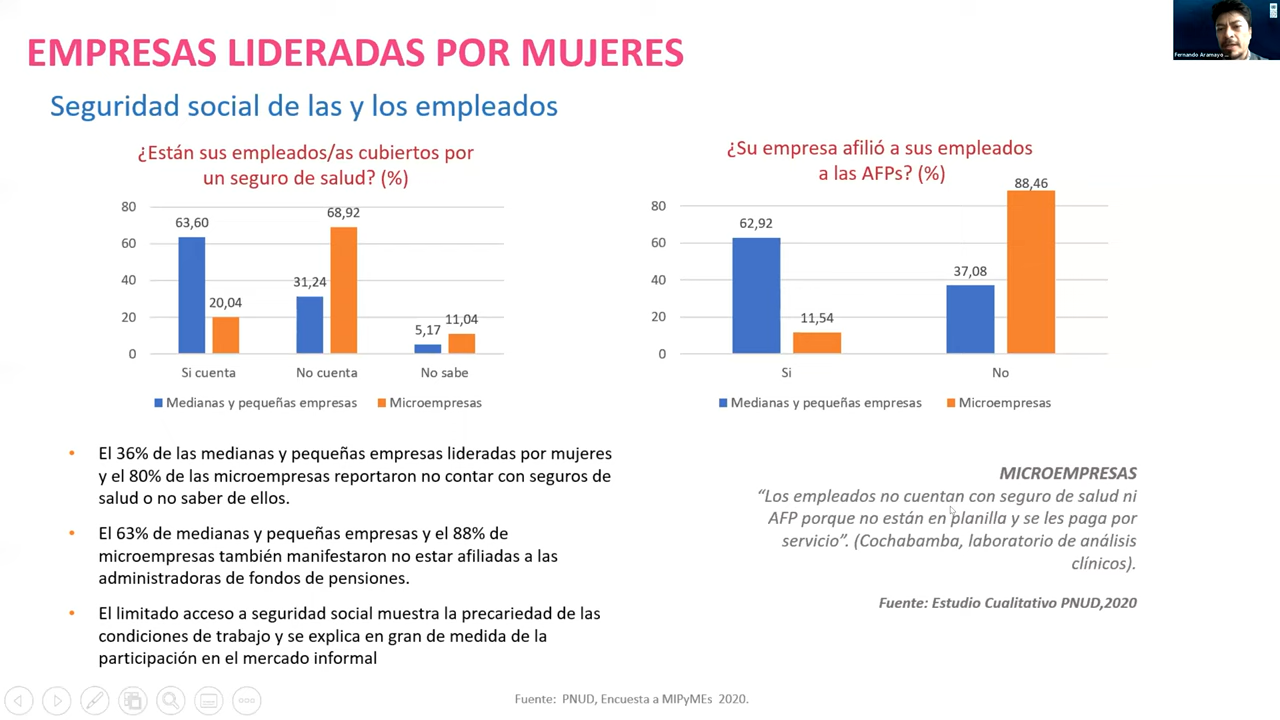 EMPRESAS LIDERADAS POR MUJERES
Seguridad social de las y los empleados
¿Están sus empleados/as cubiertos por
un seguro de salud? (%)
80
60
40
20
0
63,60
20,04
31,24
68,92
5,17
11,04
Si cuenta
No cuenta
No sabe
Medianas y pequeñas empresas
Microempresas
¿Su empresa afilió a sus empleados
a las AFPs? (%)
80
60
40
20
0
62,92
11,54
37,08
88,46
Si
No
Medianas y pequeñas empresas
Microempresas
• El 36% de las medianas y pequeñas empresas lideradas por mujeres
y el 80% de las microempresas reportaron no contar con seguros de
salud o no saber de ellos.
• El 63% de medianas y pequeñas empresas y el 88% de
microempresas también manifestaron no estar afiliadas a las
administradoras de fondos de pensiones.
• El limitado acceso a seguridad social muestra la precariedad de las
condiciones de trabajo y se explica en gran de medida de la
participación en el mercado informal
MICROEMPRESAS
“Los empleados no cuentan con seguro de salud ni
AFP porque no están en planilla y se les paga por
servicio”. (Cochabamba, laboratorio de análisis
clínicos).
Fuente: Estudio Cualitativo PNUD,2020
Fuente: PNUD, Encuesta a MIPyMEs 2020.
Fernando Aramayo ...